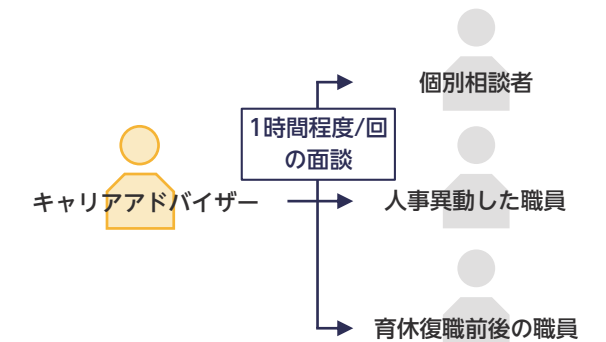 個別相談者
1時間程度/回
の面談
キャリアアドバイザー
人事異動した職員
育休復職前後の職員